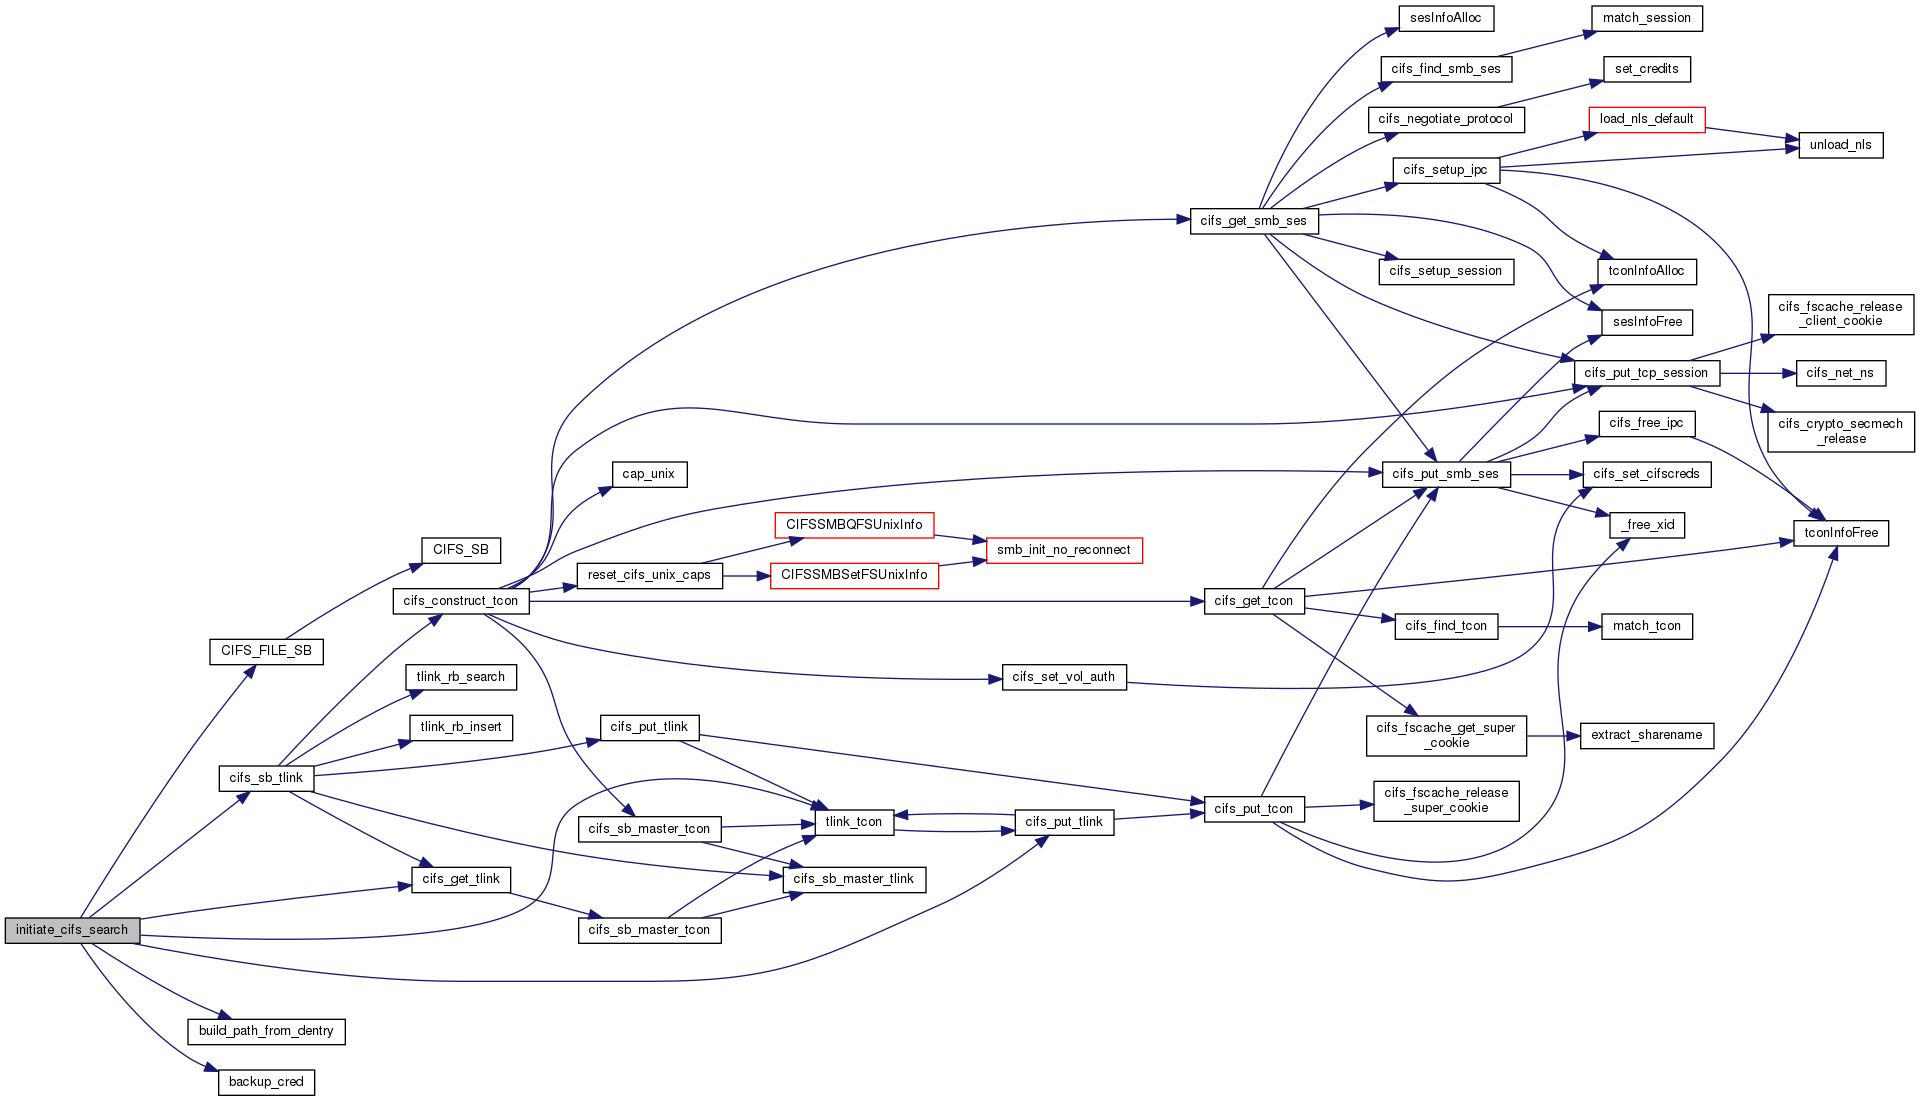 sesInfoAlloc
match_session
cifs_find_smb_ses
set_credits
cifs_negotiate_protocol
load_nls_default
unload_nls
cifs_setup_ipc
cifs_get_smb_ses
cifs_setup_session
tconInfoAlloc
cifs_fscache_release
_client_cookie
sesInfoFree
cifs_put_tcp_session
cifs_net_ns
cifs_free_ipc
cifs_crypto_secmech
_release
cap_unix
cifs_put_smb_ses
cifs_set_cifscreds
CIFSSMBQFSUnixInfo
_free_xid
tconInfoFree
CIFS_SB
smb_init_no_reconnect
reset_cifs_unix_caps
CIFSSMBSetFSUnixInfo
cifs_construct_tcon
cifs_get_tcon
cifs_find_tcon
match_tcon
CIFS_FILE_SB
tlink_rb_search
cifs_set_vol_auth
tlink_rb_insert
cifs_put_tlink
cifs_fscache_get_super
_cookie
extract_sharename
cifs_sb_tlink
cifs_put_tcon
cifs_fscache_release
_super_cookie
cifs_sb_master_tcon
tlink_tcon
cifs_put_tlink
cifs_get_tlink
cifs_sb_master_tlink
initiate_cifs_search
cifs_sb_master_tcon
build_path_from_dentry
backup_cred